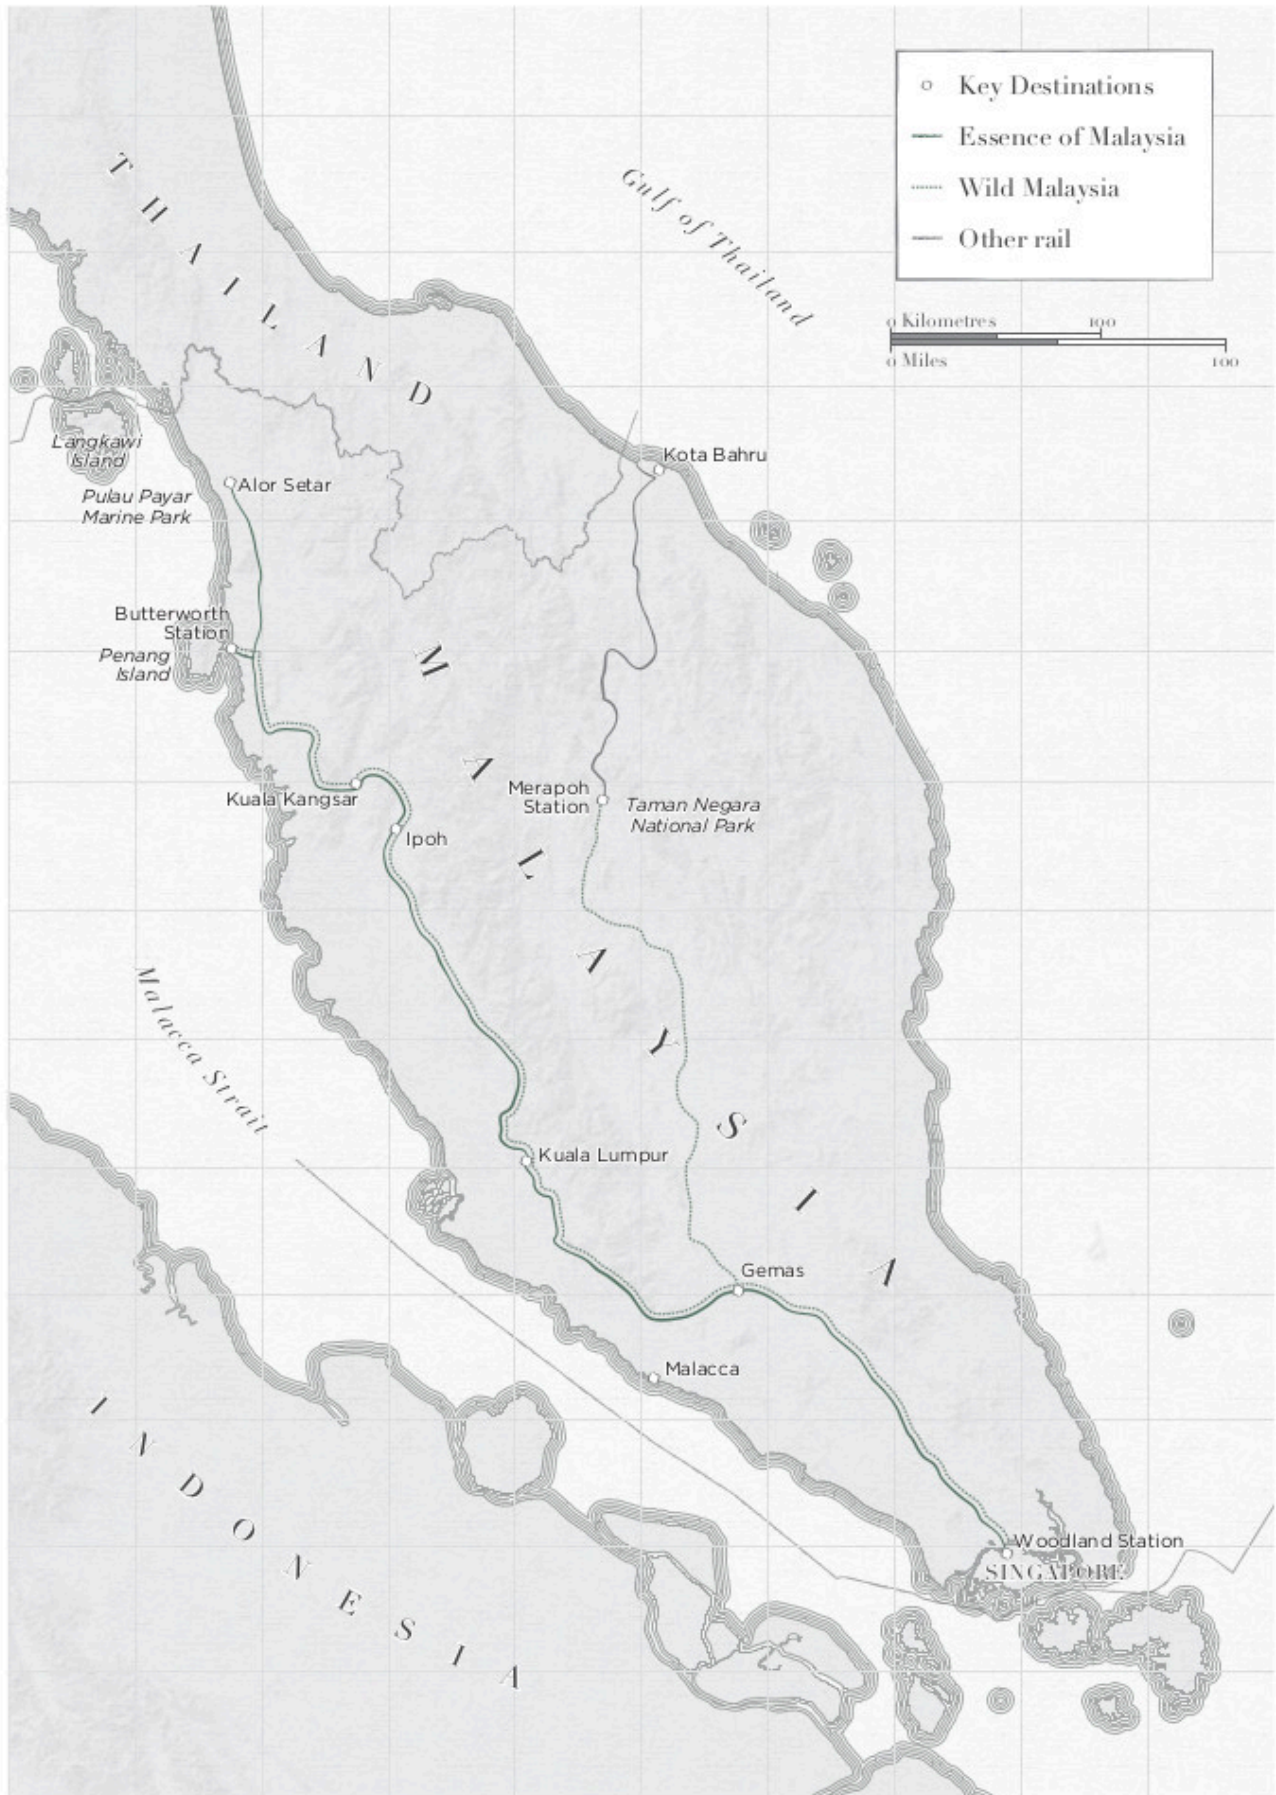 Key Destinations
Essence of Malaysia
Wild Malaysia
Other rail
0 Kilometres 100
0 Miles 100
THAILAND
Gulf of Thailand
Langkawi
Island
Pulau Payar
Marine Park
Alor Setar
Kota Bahru
Butterworth
Station
Penang
Island
MALAYSIA
Kuala Kangsar
Ipoh
Merapoh
Station
Taman Negara
National Park
Malacca Strait
Kuala Lumpur
Gemas
Malacca
INDONESIA
Woodland Station
SINGAPORE